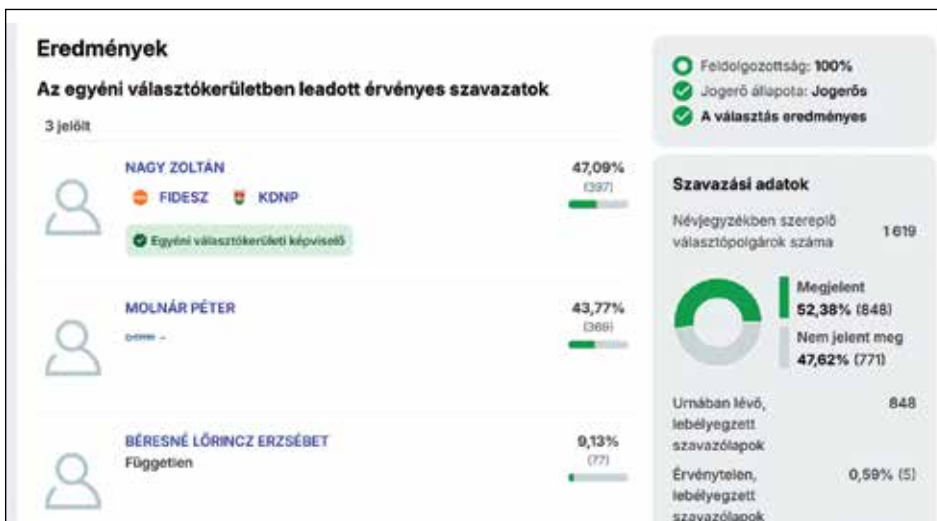 Eredmények
Az egyéni választókerületben leadott érvényes szavazatok
3 jelölt
NAGY ZOLTÁN
FIDESZ KDNP
Egyéni választókerületi képviselő
47,09%
(397)
MOLNÁR PÉTER
43,77%
(369)
BÉRESNÉ LŐRINCZ ERZSÉBET
Független
9,13%
(77)
Feldolgozottság: 100%
Jogerő állapota: Jogerős
A választás eredményes
Szavazási adatok
Névjegyzékben szereplő
választópolgárok száma
1 619
Megjelent
52,38% (848)
Nem jelent meg
47,62% (771)
Urnában lévő,
lebélyegzett
szavazólapok
848
Érvénytelen,
lebélyegzett
szavazólapok
0,59% (5)